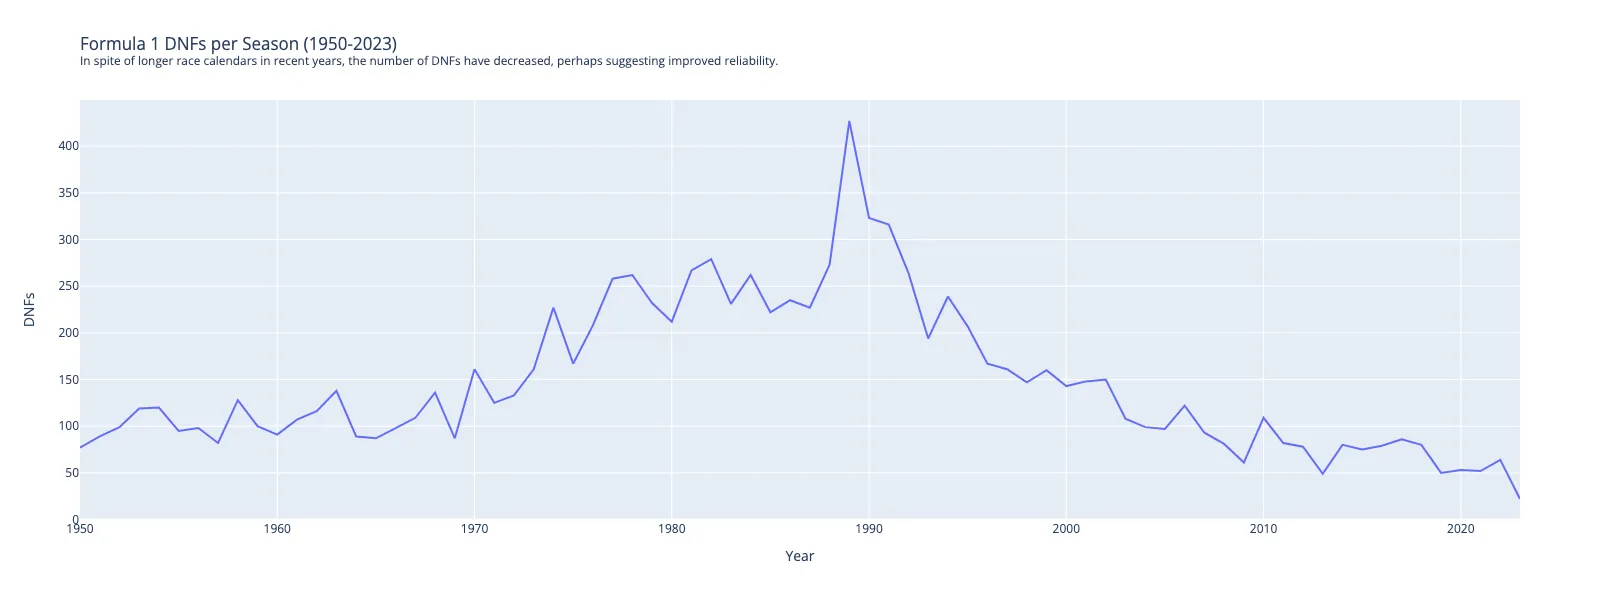 Formula 1 DNFs per Season (1950-2023)
In spite of longer race calendars in recent years, the number of DNFs have decreased, perhaps suggesting improved reliability.
DNFs
400
350
300
250
200
150
100
50
0
1950 1960 1970 1980 1990 2000 2010 2020
Year